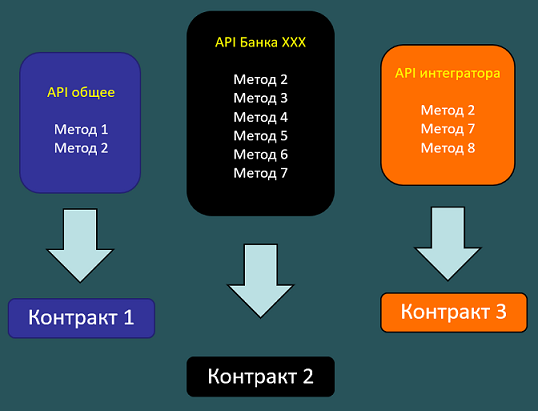 API общее
Метод 1
Метод 2
API Банка XXX
Метод 2
Метод 3
Метод 4
Метод 5
Метод 6
Метод 7
API интегратора
Метод 2
Метод 7
Метод 8
Контракт 1
Контракт 2
Контракт 3